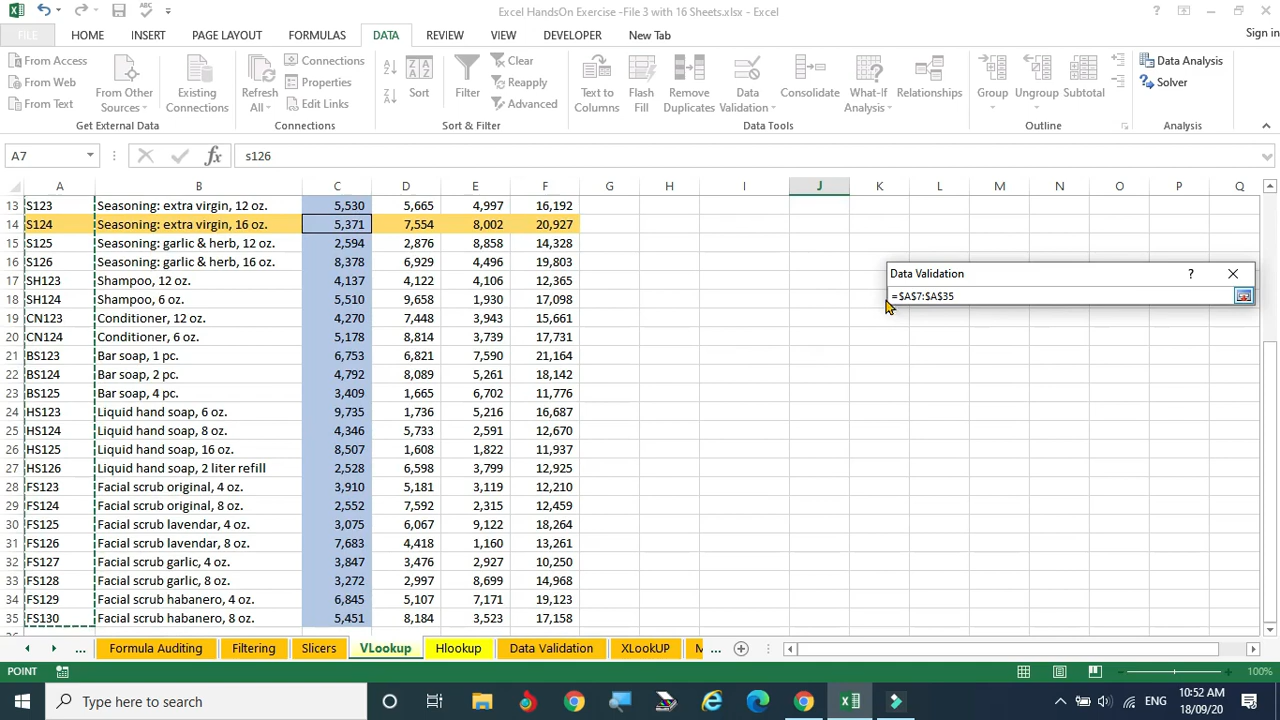 Excel HandsOn Exercise -File 3 with 16 Sheets.xlsx - Excel
FILE HOME INSERT PAGE LAYOUT FORMULAS DATA REVIEW VIEW DEVELOPER New Tab Sign in
From Access
From Web
From Text
From Other Sources
Existing Connections
Get External Data
Refresh All
Connections
Properties
Edit Links
Connections
Sort
Filter
Clear
Reapply
Advanced
Sort & Filter
Text to Columns
Flash Fill
Remove Duplicates
Data Validation
Consolidate
What-If Analysis
Relationships
Data Tools
Group
Ungroup
Subtotal
Outline
Data Analysis
Solver
Analysis
A7 fx s126
A B C D E F G H I J K L M N O P Q
13 S123 Seasoning: extra virgin, 12 oz. 5,530 5,665 4,997 16,192
14 S124 Seasoning: extra virgin, 16 oz. 5,371 7,554 8,002 20,927
15 S125 Seasoning: garlic & herb, 12 oz. 2,594 2,876 8,858 14,328
16 S126 Seasoning: garlic & herb, 16 oz. 8,378 6,929 4,496 19,803
17 SH123 Shampoo, 12 oz. 4,137 4,122 4,106 12,365
18 SH124 Shampoo, 6 oz. 5,510 9,658 1,930 17,098
19 CN123 Conditioner, 12 oz. 4,270 7,448 3,943 15,661
20 CN124 Conditioner, 6 oz. 5,178 8,814 3,739 17,731
21 BS123 Bar soap, 1 pc. 6,753 6,821 7,590 21,164
22 BS124 Bar soap, 2 pc. 4,792 8,089 5,261 18,142
23 BS125 Bar soap, 4 pc. 3,409 1,665 6,702 11,776
24 HS123 Liquid hand soap, 6 oz. 9,735 1,736 5,216 16,687
25 HS124 Liquid hand soap, 8 oz. 4,346 5,733 2,591 12,670
26 HS125 Liquid hand soap, 16 oz. 8,507 1,608 1,822 11,937
27 HS126 Liquid hand soap, 2 liter refill 2,528 6,598 3,799 12,925
28 FS123 Facial scrub original, 4 oz. 3,910 5,181 3,119 12,210
29 FS124 Facial scrub original, 8 oz. 2,552 7,592 2,315 12,459
30 FS125 Facial scrub lavendar, 4 oz. 3,075 6,067 9,122 18,264
31 FS126 Facial scrub lavendar, 8 oz. 7,683 4,418 1,160 13,261
32 FS127 Facial scrub garlic, 4 oz. 3,847 3,476 2,927 10,250
33 FS128 Facial scrub garlic, 8 oz. 3,272 2,997 8,699 14,968
34 FS129 Facial scrub habanero, 4 oz. 6,845 5,107 7,171 19,123
35 FS130 Facial scrub habanero, 8 oz. 5,451 8,184 3,523 17,158
Data Validation ?
=$A$7:$A$35
... Formula Auditing Filtering Slicers VLookup Hlookup Data Validation XLookUP M ...
POINT 100%
Type here to search
ENG
10:52 AM
18/09/20